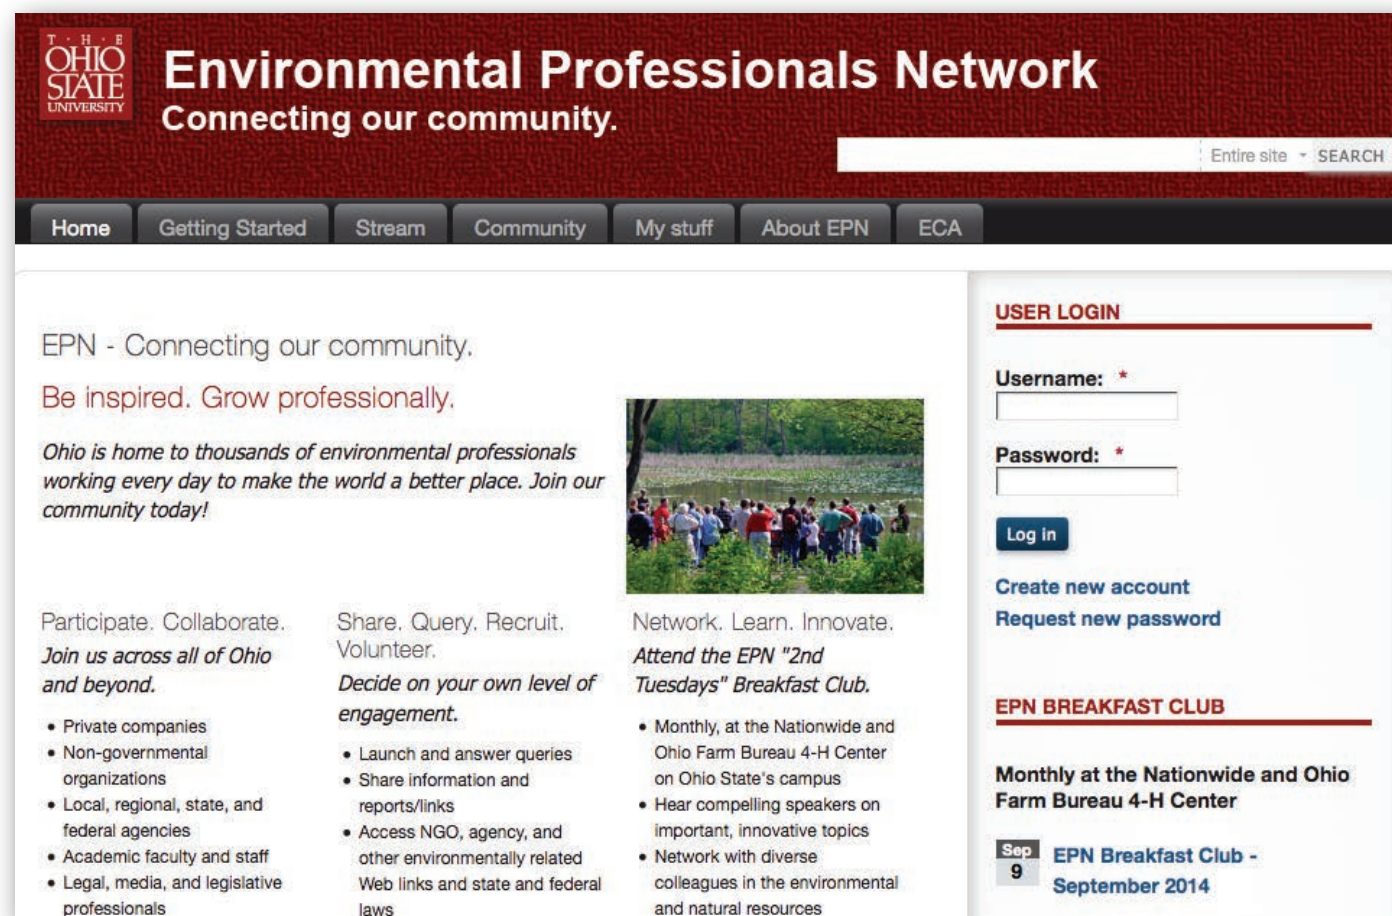 T · H · E
OHIO
STATE
UNIVERSITY
Environmental Professionals Network
Connecting our community.
Entire site SEARCH
Home Getting Started Stream Community My stuff About EPN ECA
EPN - Connecting our community.
Be inspired. Grow professionally.
Ohio is home to thousands of environmental professionals
working every day to make the world a better place. Join our
community today!
Participate. Collaborate.
Join us across all of Ohio
and beyond.
• Private companies
• Non-governmental
organizations
• Local, regional, state, and
federal agencies
• Academic faculty and staff
• Legal, media, and legislative
professionals
Share. Query. Recruit.
Volunteer.
Decide on your own level of
engagement.
• Launch and answer queries
• Share information and
reports/links
• Access NGO, agency, and
other environmentally related
Web links and state and federal
laws
Network. Learn. Innovate.
Attend the EPN "2nd
Tuesdays" Breakfast Club.
• Monthly, at the Nationwide and
Ohio Farm Bureau 4-H Center
on Ohio State's campus
• Hear compelling speakers on
important, innovative topics
• Network with diverse
colleagues in the environmental
and natural resources
USER LOGIN
Username: *
Password: *
Log in
Create new account
Request new password
EPN BREAKFAST CLUB
Monthly at the Nationwide and Ohio
Farm Bureau 4-H Center
Sep
9
EPN Breakfast Club -
September 2014